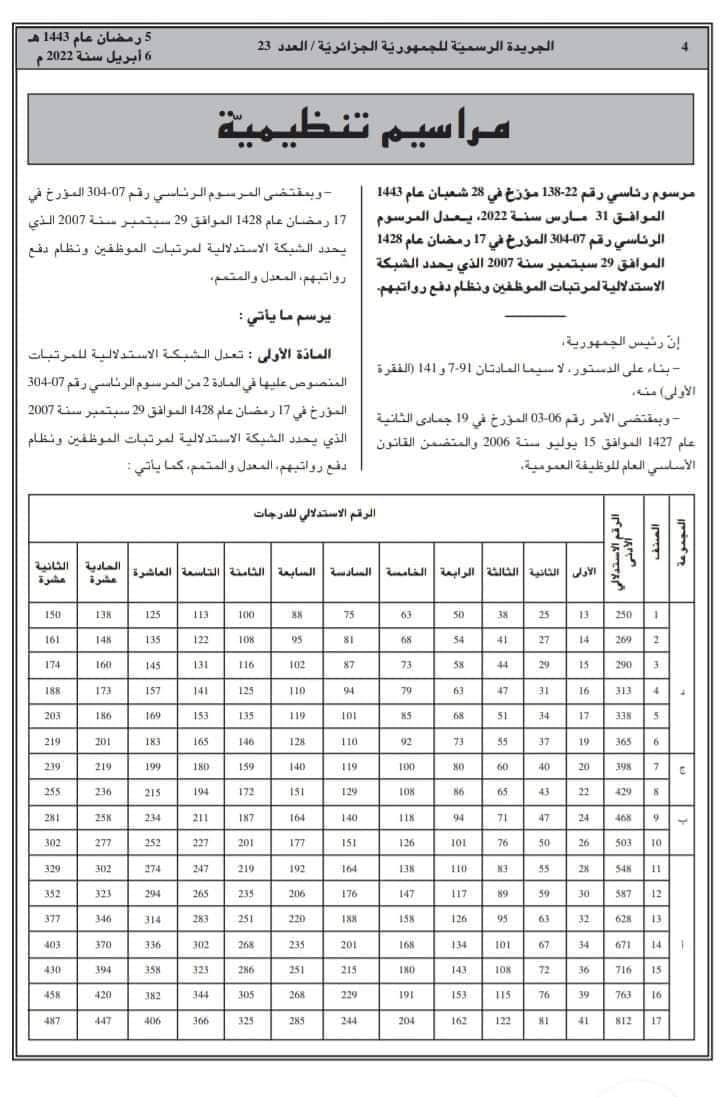 4
الجريدة الرسميّة للجمهوريّة الجزائريّة / العدد 23
5 رمضان عام 1443 هـ
6 أبريل سنة 2022 م
مراسيم تنظيميّة
مرسوم رئاسي رقم 22-138 مؤرّخ في 28 شعبان عام 1443
الموافق 31 مارس سنة 2022، يعدل المرسوم
الرئاسي رقم 07-304 المؤرّخ في 17 رمضان عام 1428
الموافق 29 سبتمبر سنة 2007 الذي يحدد الشبكة
الاستدلالية لمرتبات الموظفين ونظام دفع رواتبهم.
إنّ رئيس الجمهورية،
– بناء على الدستور، لا سيما المادتان 91-7 و 141 (الفقرة
الأولى) منه،
– وبمقتضى الأمر رقم 06-03 المؤرخ في 19 جمادى الثانية
عام 1427 الموافق 15 يوليو سنة 2006 والمتضمن القانون
الأساسي العام للوظيفة العمومية،
– وبمقتضى المرسوم الرئاسي رقم 07-304 المؤرخ في
17 رمضان عام 1428 الموافق 29 سبتمبر سنة 2007 الذي
يحدد الشبكة الاستدلالية لمرتبات الموظفين ونظام دفع
رواتبهم، المعدل والمتمم،
يرسم ما يأتي :
المادّة الأولى : تعدل الشبكة الاستدلالية للمرتبات
المنصوص عليها في المادة 2 من المرسوم الرئاسي رقم 07-304
المؤرخ في 17 رمضان عام 1428 الموافق 29 سبتمبر سنة 2007
الذي يحدد الشبكة الاستدلالية لمرتبات الموظفين ونظام
دفع رواتبهم، المعدل والمتمم، كما يأتي :
المجموعة الصنف الرقم الاستدلالي الأدنى الرقم الاستدلالي للدرجات
الأولى الثانية الثالثة الرابعة الخامسة السادسة السابعة الثامنة التاسعة العاشرة الحادية عشرة الثانية عشرة
د
1 250 13 25 38 50 63 75 88 100 113 125 138 150
2 269 14 27 41 54 68 81 95 108 122 135 148 161
3 290 15 29 44 58 73 87 102 116 131 145 160 174
4 313 16 31 47 63 79 94 110 125 141 157 173 188
5 338 17 34 51 68 85 101 119 135 153 169 186 203
6 365 19 37 55 73 92 110 128 146 165 183 201 219
ج
7 398 20 40 60 80 100 119 140 159 180 199 219 239
8 429 22 43 65 86 108 129 151 172 194 215 236 255
ب
9 468 24 47 71 94 118 140 164 187 211 234 258 281
10 503 26 50 76 101 126 151 177 201 227 252 277 302
أ
11 548 28 55 83 110 138 164 192 219 247 274 302 329
12 587 30 59 89 117 147 176 206 235 265 294 323 352
13 628 32 63 95 126 158 188 220 251 283 314 346 377
14 671 34 67 101 134 168 201 235 268 302 336 370 403
15 716 36 72 108 143 180 215 251 286 323 358 394 430
16 763 39 76 115 153 191 229 268 305 344 382 420 458
17 812 41 81 122 162 204 244 285 325 366 406 447 487